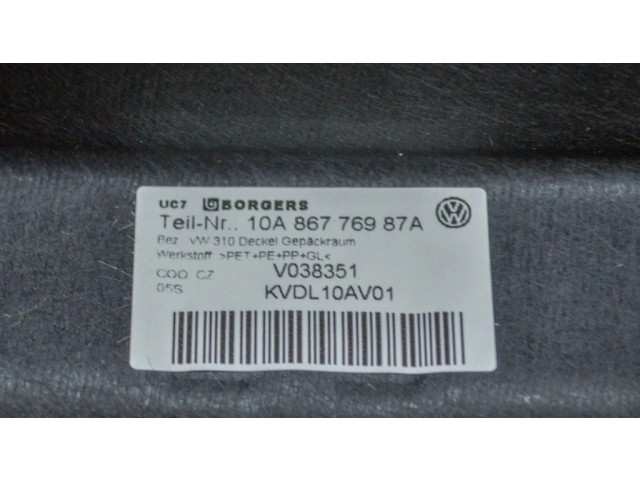 UC7 BORGERS
Teil-Nr.. 10A 867 769 87A
Bez. VW 310 Deckel Gepäckraum
Werkstoff >PET+PE+PP+GL<
COO CZ V038351
05S KVDL10AV01